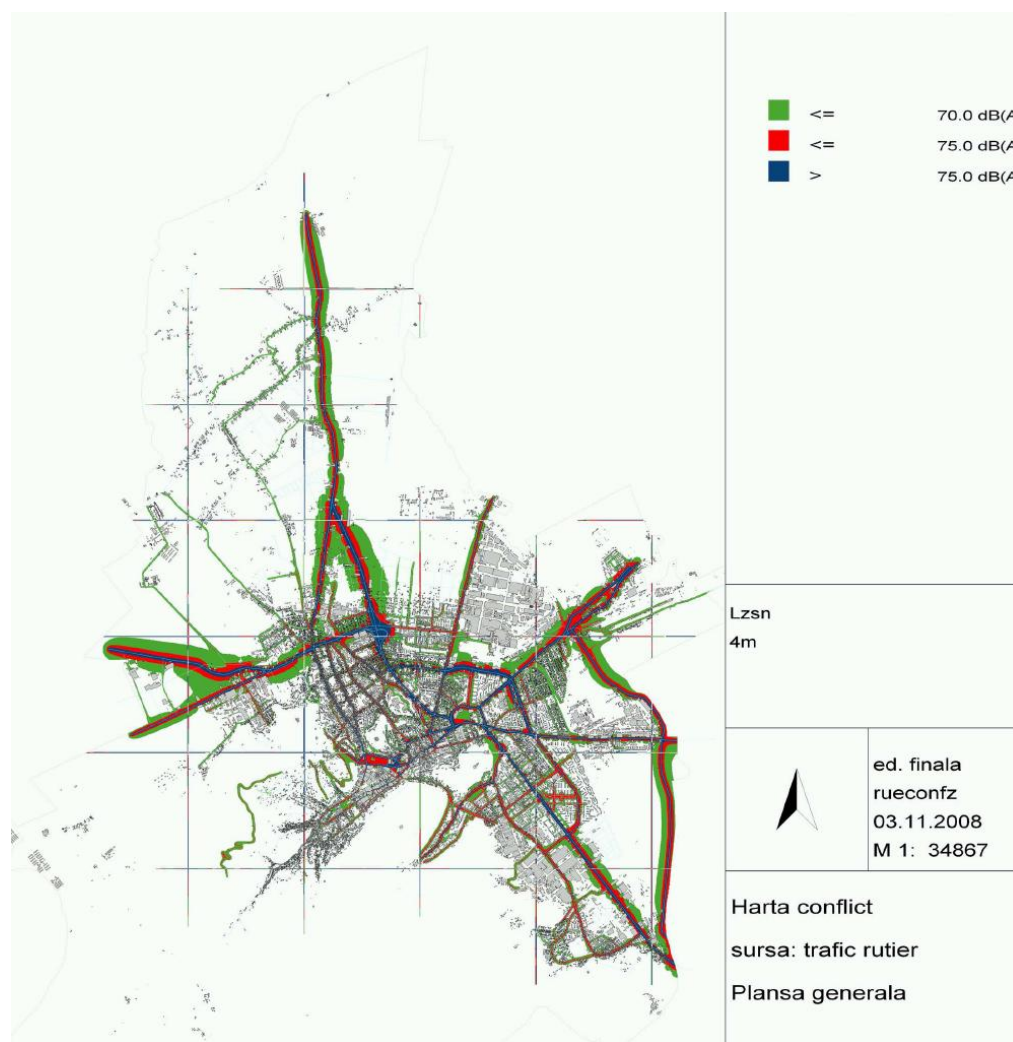 <= 70.0 dB(A
<= 75.0 dB(A
> 75.0 dB(A
Lzsn
4m
ed. finala
rueconfz
03.11.2008
M 1: 34867
Harta conflict
sursa: trafic rutier
Plansa generala